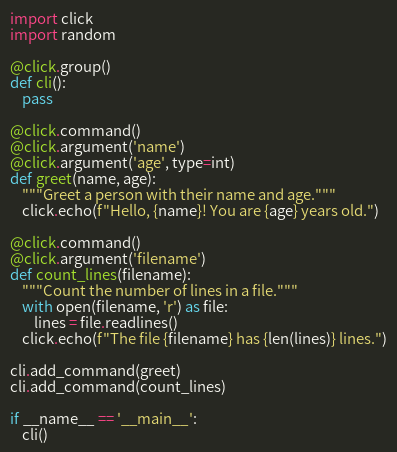 import click
import random

@click.group()
def cli():
    pass

@click.command()
@click.argument('name')
@click.argument('age', type=int)
def greet(name, age):
    """Greet a person with their name and age."""
    click.echo(f"Hello, {name}! You are {age} years old.")

@click.command()
@click.argument('filename')
def count_lines(filename):
    """Count the number of lines in a file."""
    with open(filename, 'r') as file:
        lines = file.readlines()
    click.echo(f"The file {filename} has {len(lines)} lines.")

cli.add_command(greet)
cli.add_command(count_lines)

if __name__ == '__main__':
    cli()